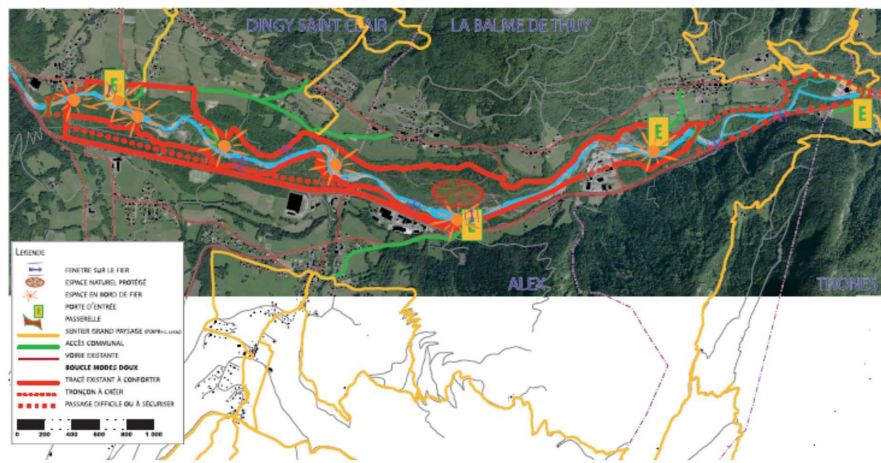 DINGY SAINT CLAIR
LA BALME DE THUY
E
E
E
E
ALEX
THONES
LEGENDE
FENETRE SUR LE FIER
ESPACE NATUREL PROTÉGÉ
ESPACE EN BORD DE FIER
E
PORTE D'ENTRÉE
PASSERELLE
SENTIER GRAND PAYSAGE
ACCÈS COMMUNAL
VOIRIE EXISTANTE
BOUCLE MODES DOUX
TRACÉ EXISTANT À CONFORTER
TRONÇON À CRÉER
PASSAGE DIFFICILE OU À SÉCURISER
0 200 400 600 800 1 000